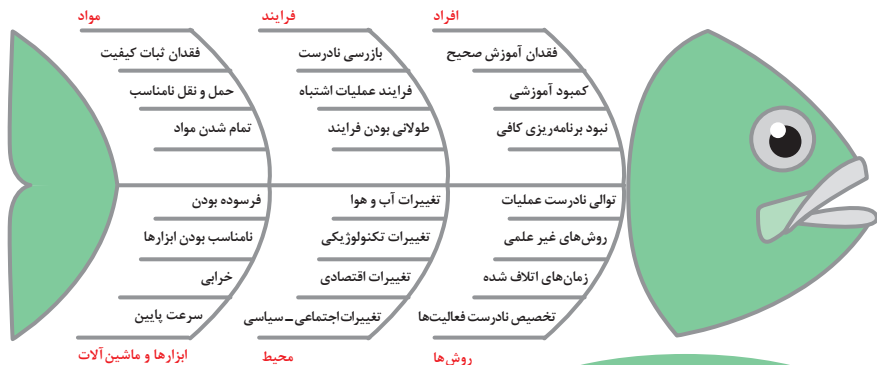 افراد
فرایند
مواد
فقدان آموزش صحیح
بازرسی نادرست
فقدان ثبات کیفیت
کمبود آموزشی
فرایند عملیات اشتباه
حمل و نقل نامناسب
نبود برنامه‌ریزی کافی
طولانی بودن فرایند
تمام شدن مواد
توالی نادرست عملیات
تغییرات آب و هوا
فرسوده بودن
روش‌های غیر علمی
تغییرات تکنولوژیکی
نامناسب بودن ابزارها
زمان‌های اتلاف شده
تغییرات اقتصادی
خرابی
تخصیص نادرست فعالیت‌ها
تغییرات اجتماعی ـ سیاسی
سرعت پایین
روش‌ها
محیط
ابزارها و ماشین آلات